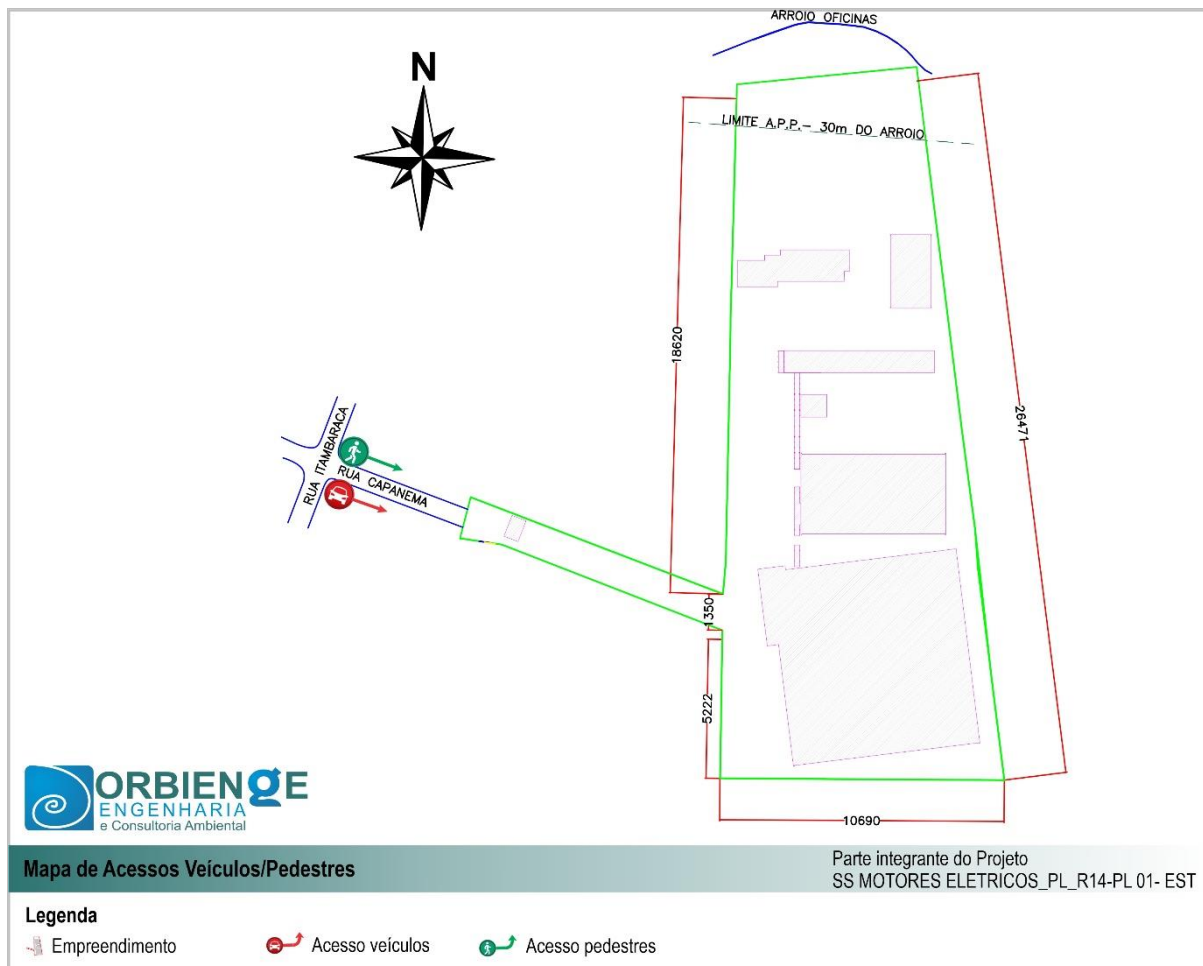 ARROIO OFICINAS
N
LIMITE A.P.P.- 30m DO ARROIO
18620
26471
RUA ITAMBARACA
RUA CAPANEMA
1350
5222
10690
ORBIENGE
ENGENHARIA
e Consultoria Ambiental
Mapa de Acessos Veículos/Pedestres
Parte integrante do Projeto
SS MOTORES ELETRICOS_PL_R14-PL 01- EST
Legenda
Empreendimento
Acesso veículos
Acesso pedestres